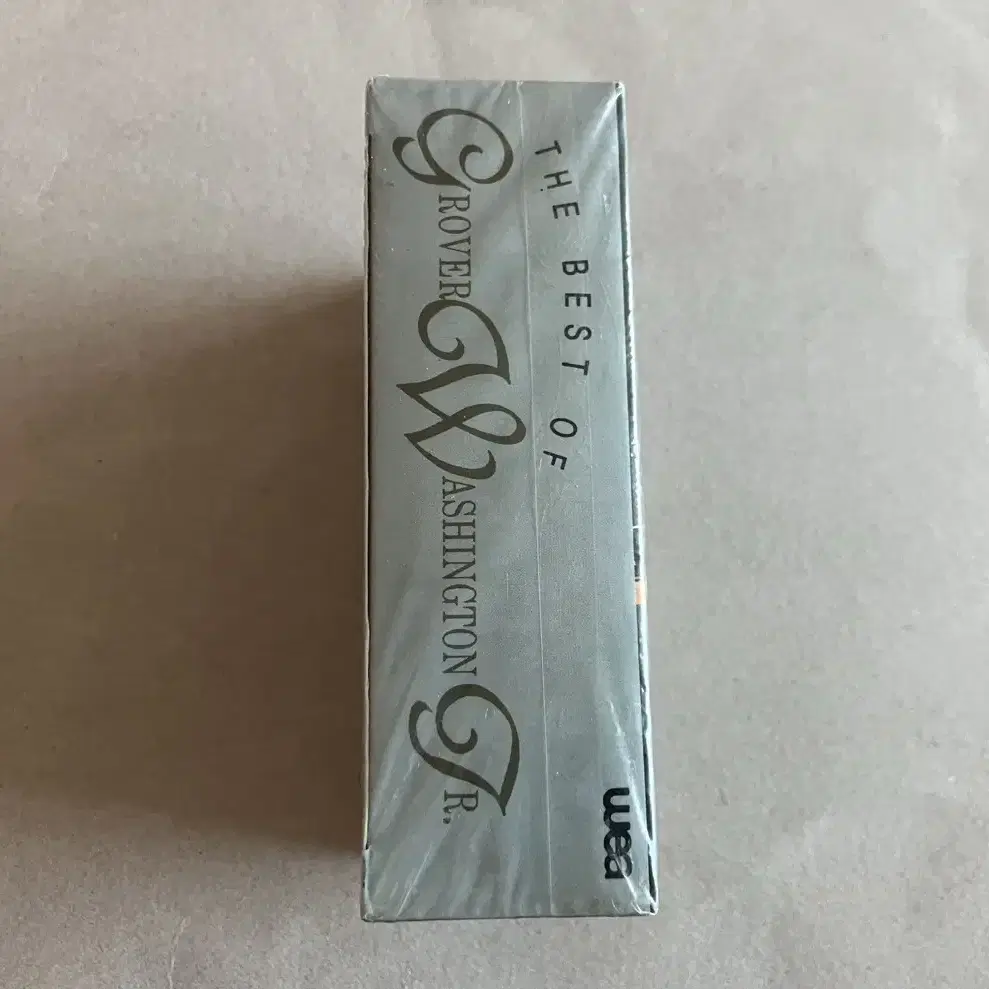 THE BEST OF
GROVER WASHINGTON JR.
wea